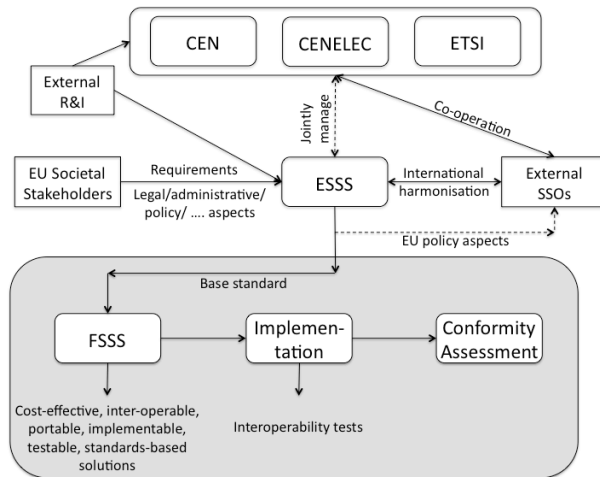 CEN
CENELEC
ETSI
External
R&I
Jointly
manage
Co-operation
EU Societal
Stakeholders
Requirements
Legal/administrative/
policy/ .... aspects
ESSS
International
harmonisation
External
SSOs
EU policy aspects
Base standard
FSSS
Implemen-
tation
Conformity
Assessment
Cost-effective, inter-operable,
portable, implementable,
testable, standards-based
solutions
Interoperability tests